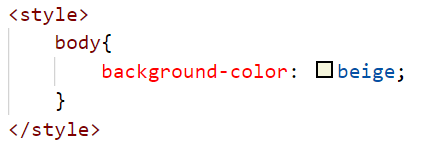 <style>
body{
background-color: beige;
}
</style>